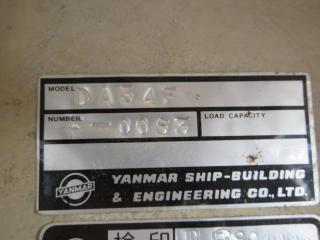 MODEL
DA34F
NUMBER LOAD CAPACITY
YANMAR YANMAR SHIP-BUILDING
& ENGINEERING CO., LTD.